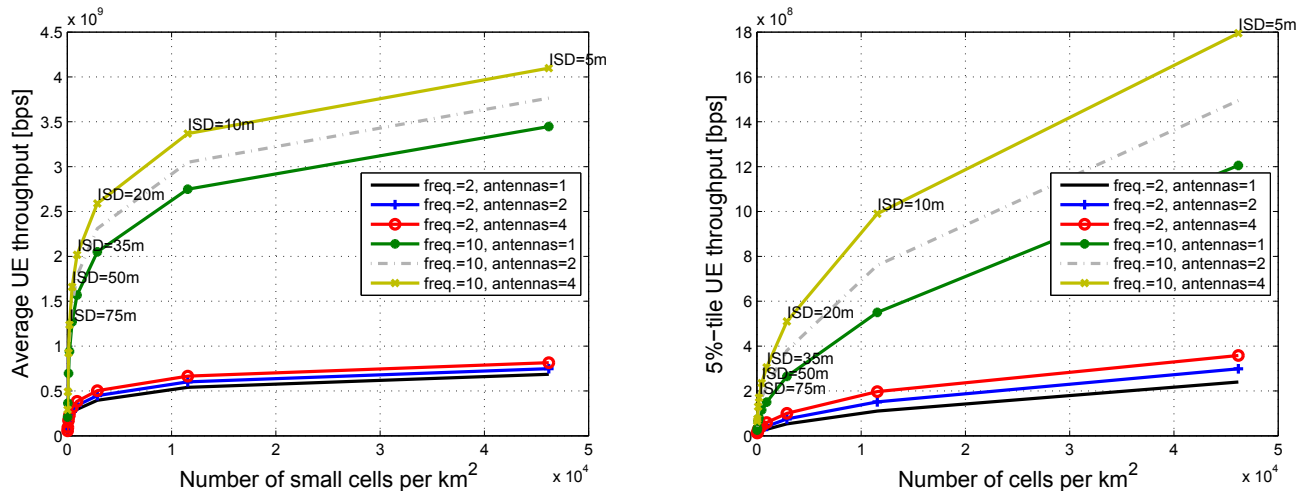 x 10^9
4.5
4
3.5
3
2.5
2
1.5
1
0.5
0
Average UE throughput [bps]
ISD=5m
ISD=10m
ISD=20m
ISD=35m
ISD=50m
ISD=75m
freq.=2, antennas=1
freq.=2, antennas=2
freq.=2, antennas=4
freq.=10, antennas=1
freq.=10, antennas=2
freq.=10, antennas=4
0 1 2 3 4 5
x 10^4
Number of small cells per km^2
x 10^8
18
16
14
12
10
8
6
4
2
0
5%-tile UE throughput [bps]
ISD=5m
ISD=10m
ISD=20m
ISD=35m
ISD=50m
ISD=75m
freq.=2, antennas=1
freq.=2, antennas=2
freq.=2, antennas=4
freq.=10, antennas=1
freq.=10, antennas=2
freq.=10, antennas=4
0 1 2 3 4 5
x 10^4
Number of cells per km^2